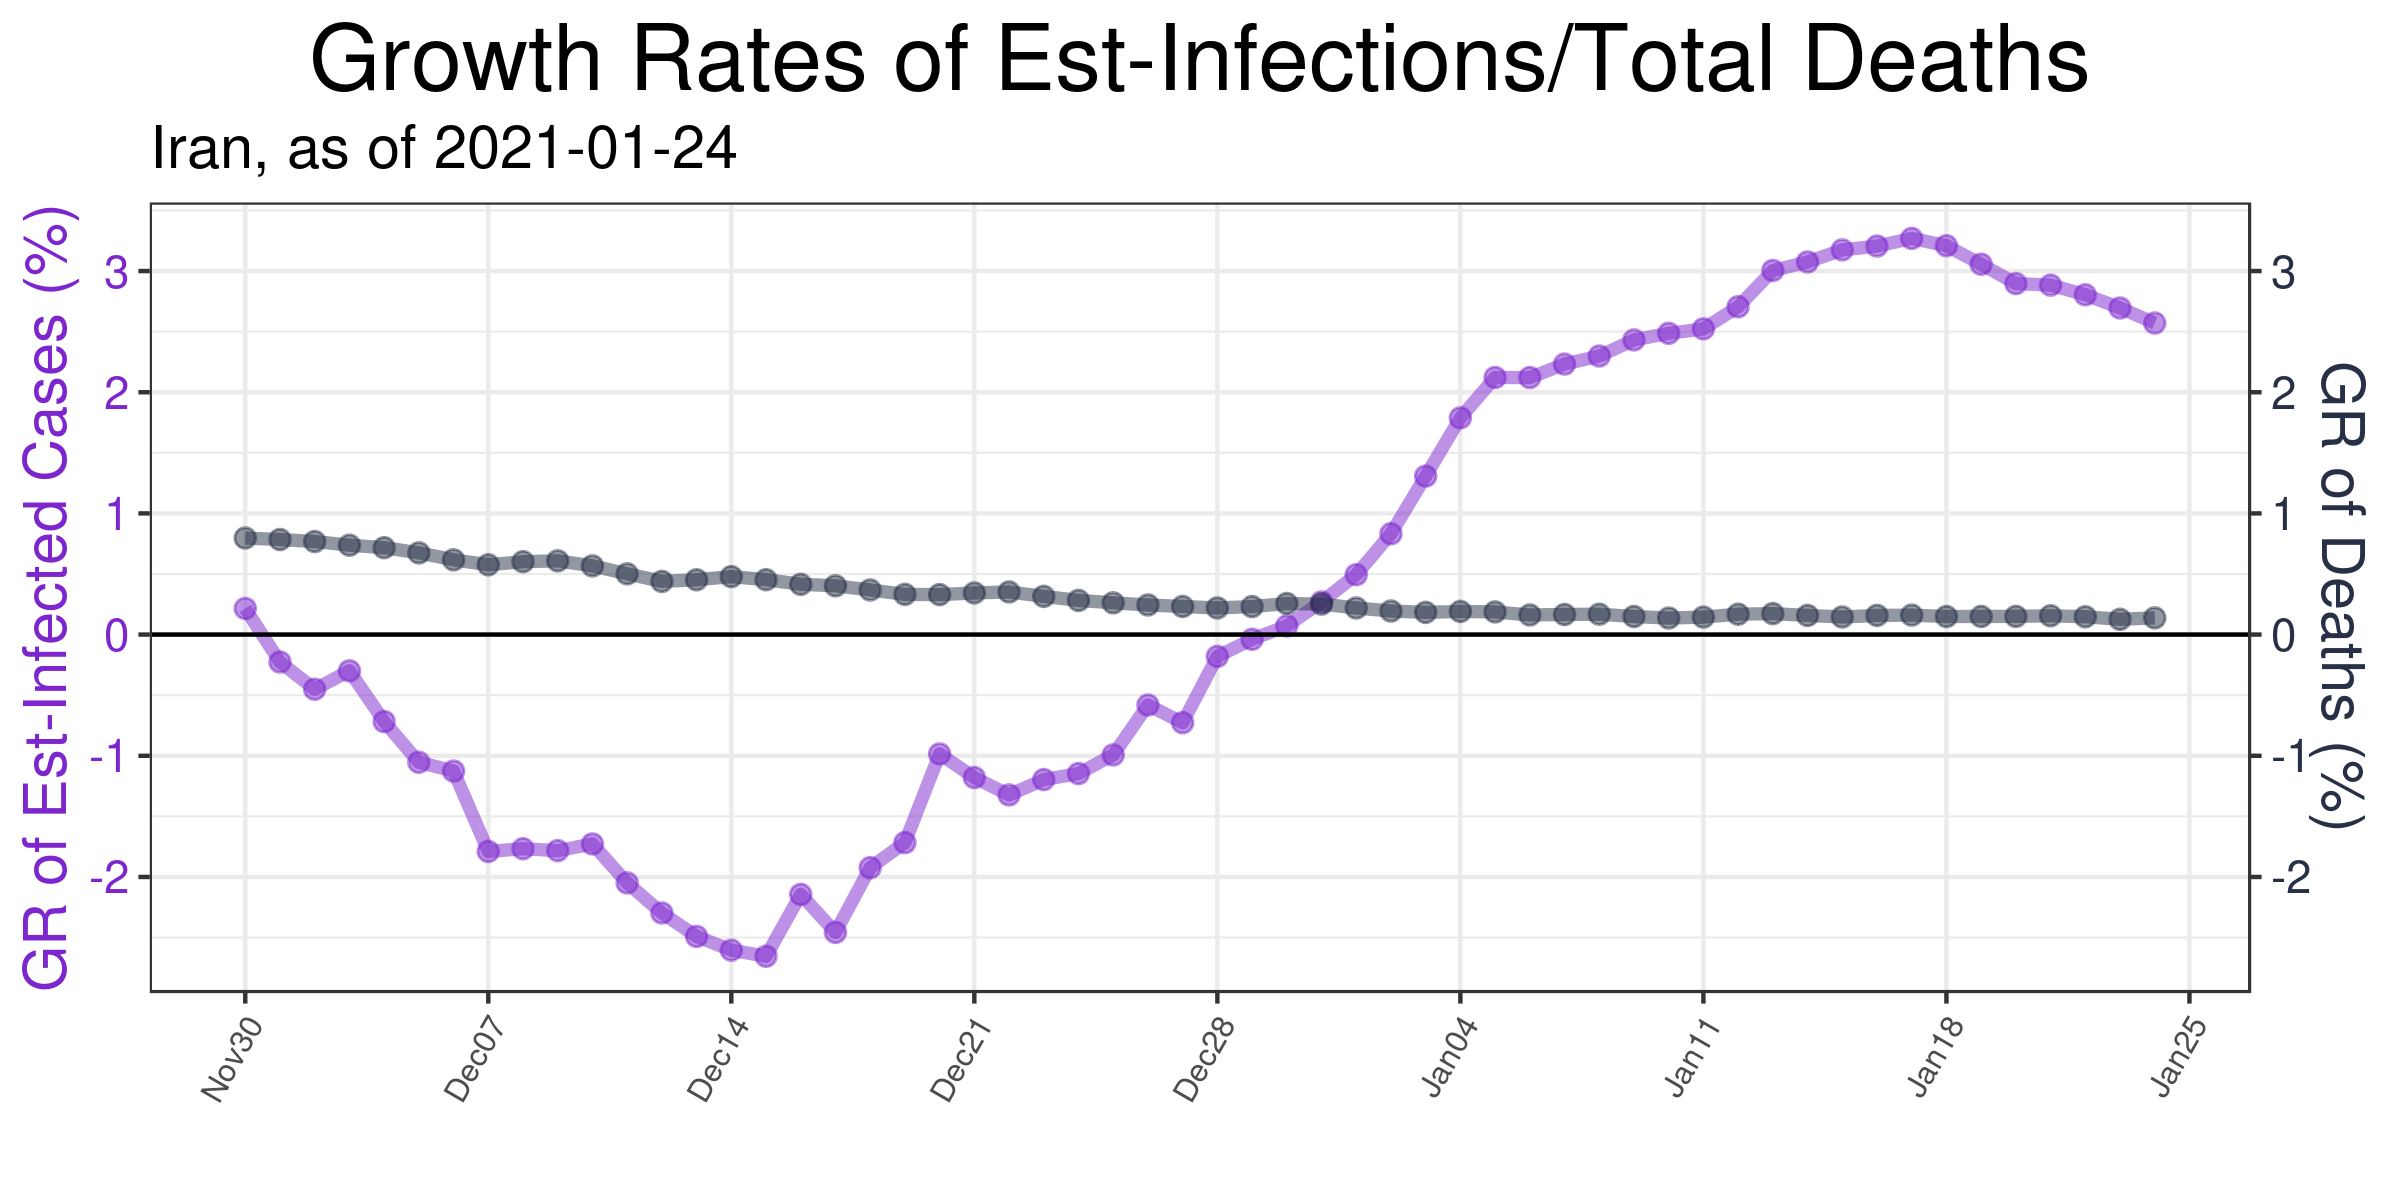 Growth Rates of Est-Infections/Total Deaths
Iran, as of 2021-01-24
GR of Est-Infected Cases (%)
3
2
1
0
-1
-2
3
2
1
0
-1
-2
GR of Deaths (%)
Nov30
Dec07
Dec14
Dec21
Dec28
Jan04
Jan11
Jan18
Jan25